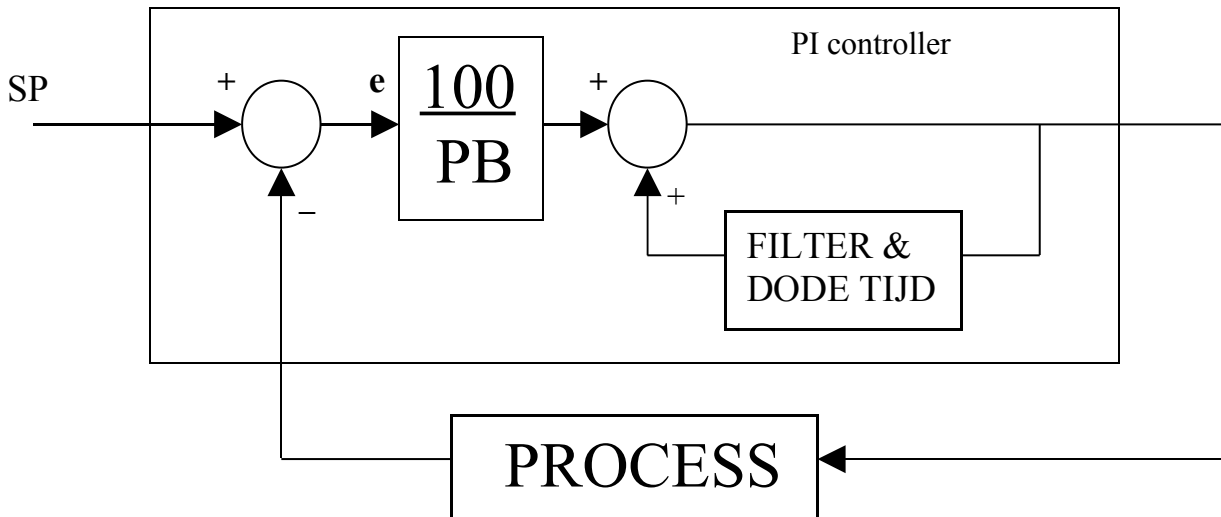 PI controller
SP
+
e
100
PB
+
−
+
FILTER &
DODE TIJD
PROCESS